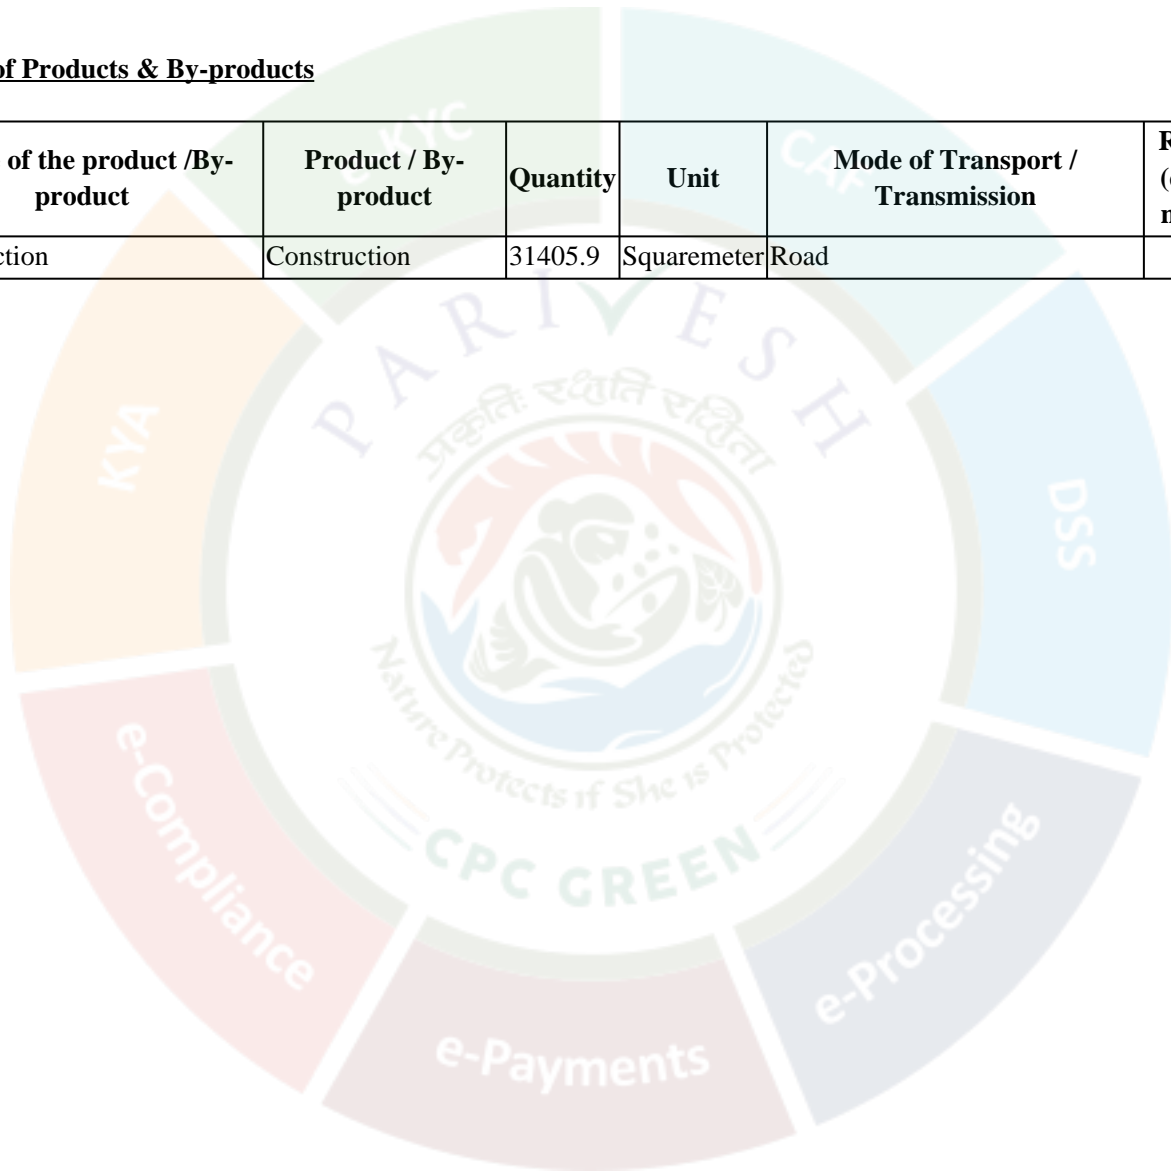 of Products & By-products
of the product /By-product
Product / By-product
Quantity
Unit
Mode of Transport / Transmission
ction
Construction
31405.9
Squaremeter
Road
KYC
CAF
KYA
DSS
PARIVESH
प्रकृतिः रक्षति रक्षिता
Nature Protects if She is Protected
CPC GREEN
e-Compliance
e-Processing
e-Payments